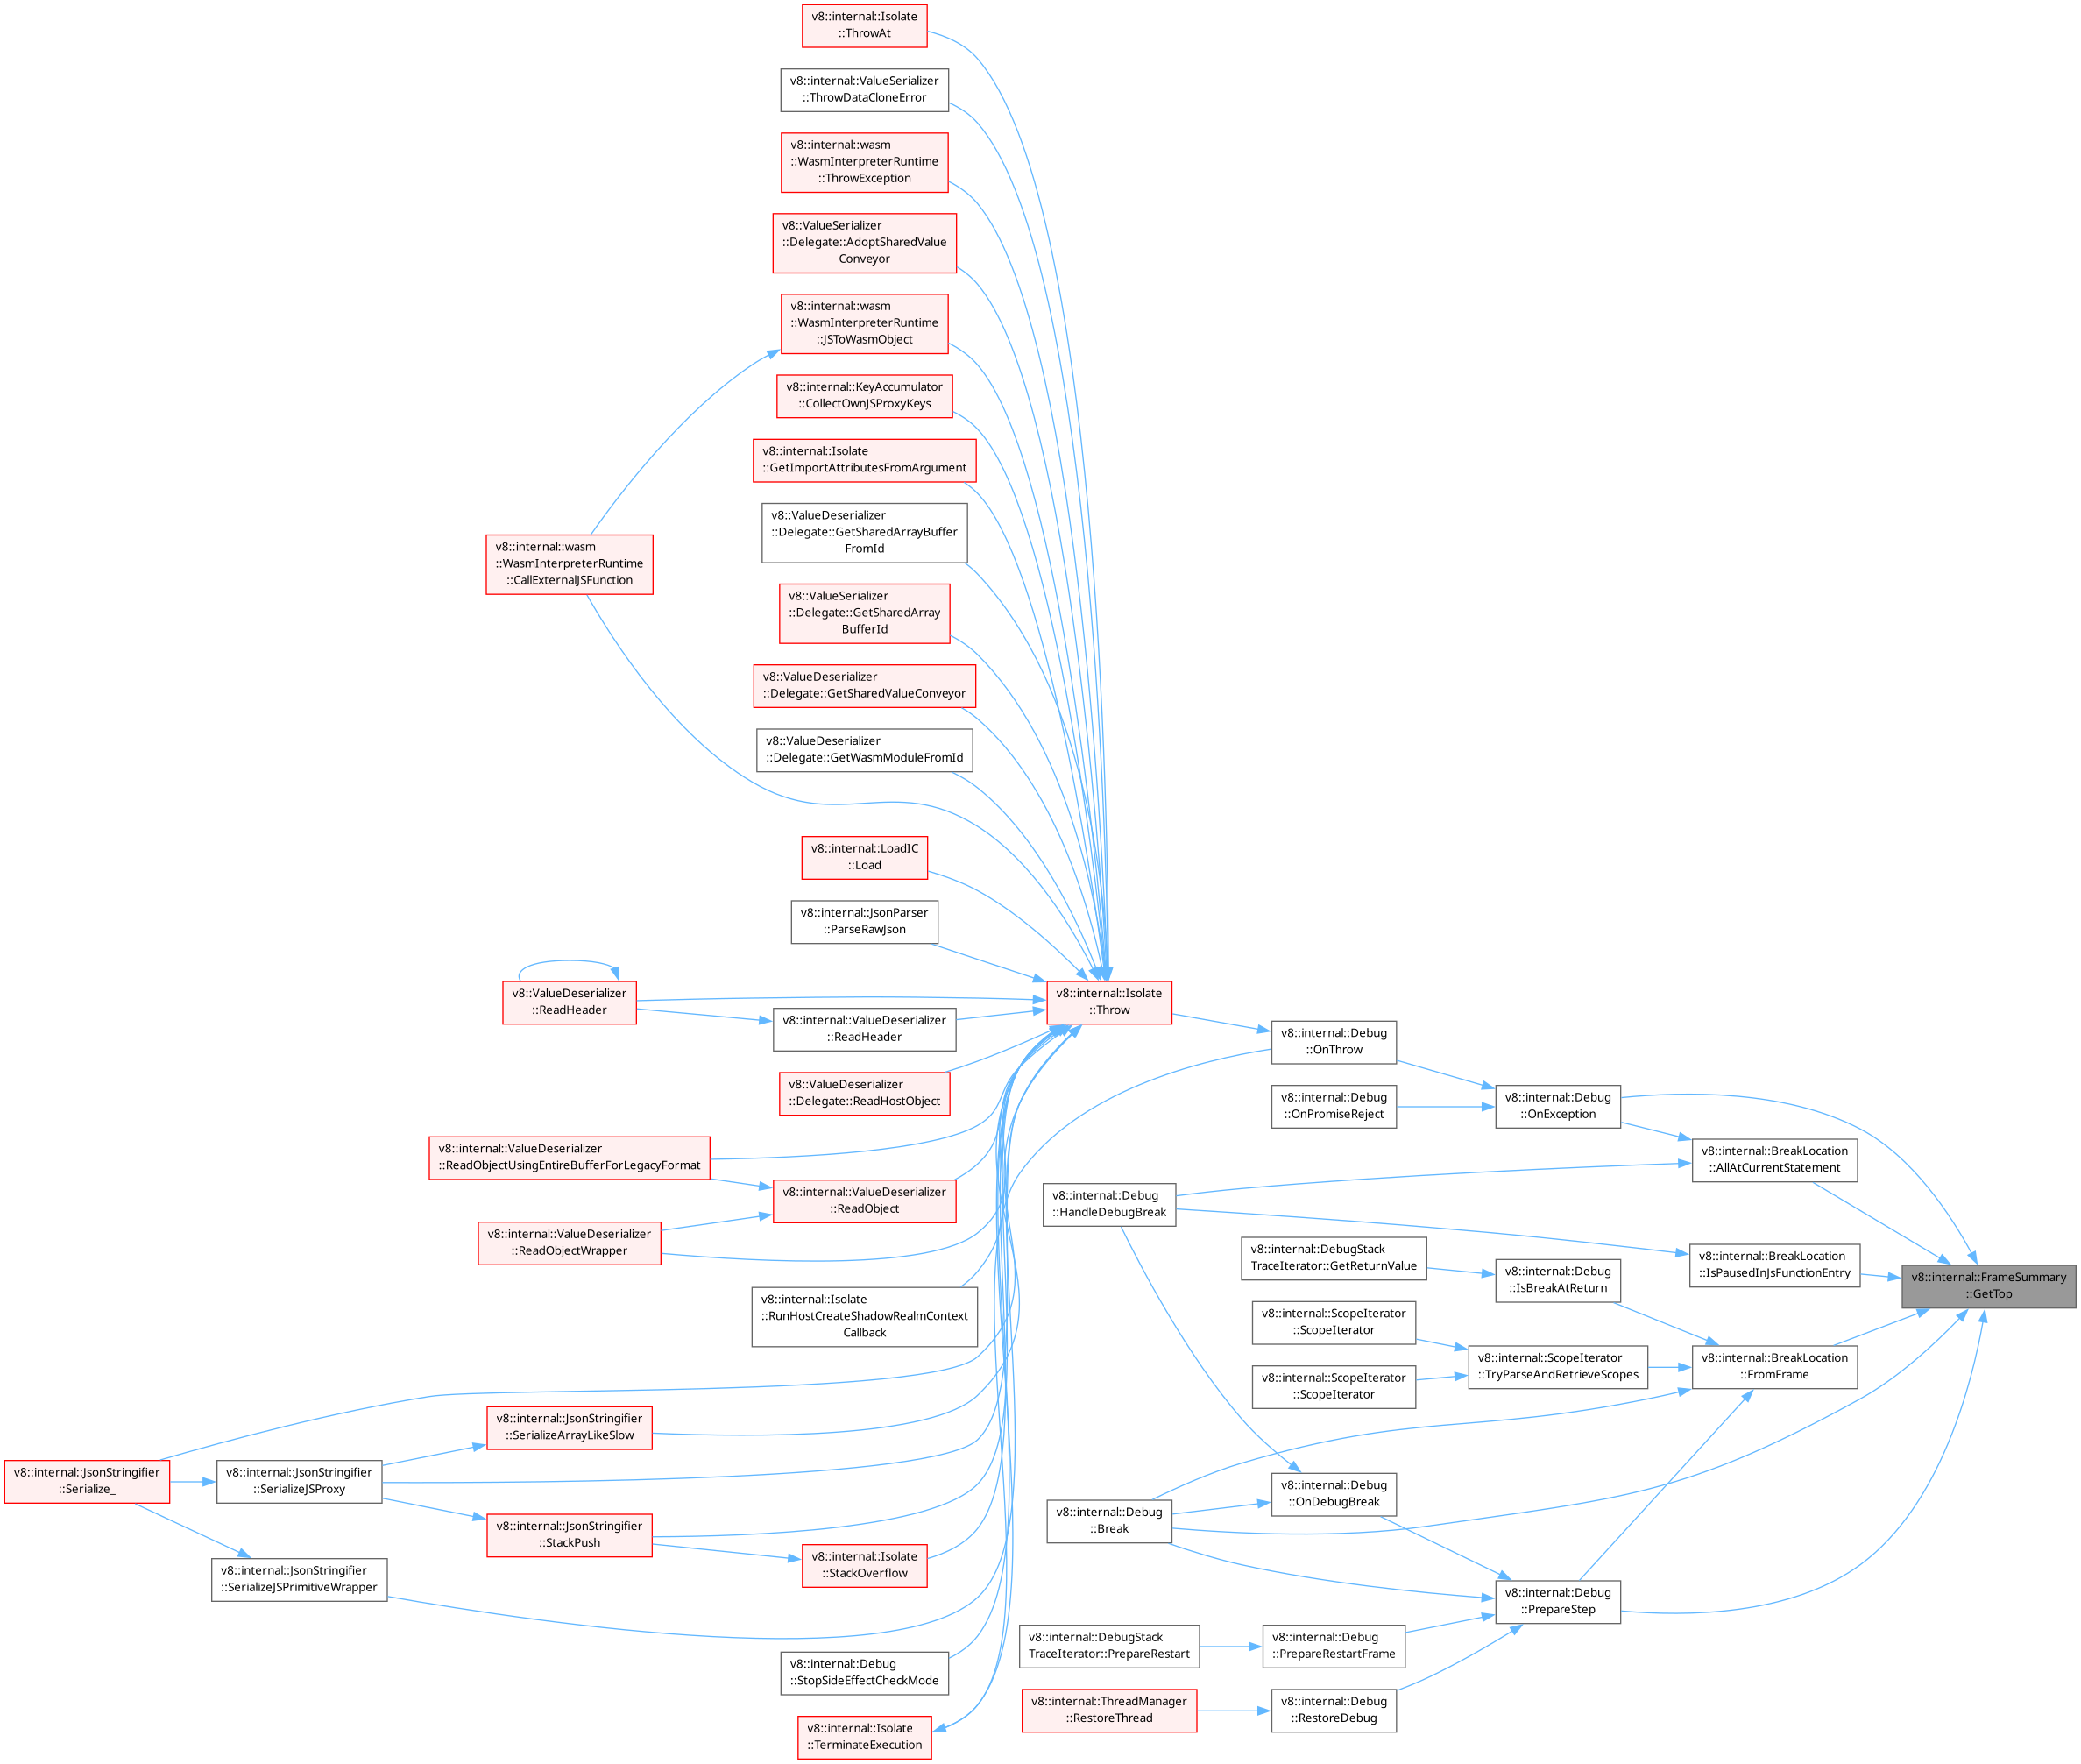 v8::internal::Isolate
::ThrowAt
v8::internal::ValueSerializer
::ThrowDataCloneError
v8::internal::wasm
::WasmInterpreterRuntime
::ThrowException
v8::ValueSerializer
::Delegate::AdoptSharedValue
Conveyor
v8::internal::wasm
::WasmInterpreterRuntime
::JSToWasmObject
v8::internal::KeyAccumulator
::CollectOwnJSProxyKeys
v8::internal::Isolate
::GetImportAttributesFromArgument
v8::ValueDeserializer
::Delegate::GetSharedArrayBuffer
FromId
v8::internal::wasm
::WasmInterpreterRuntime
::CallExternalJSFunction
v8::ValueSerializer
::Delegate::GetSharedArray
BufferId
v8::ValueDeserializer
::Delegate::GetSharedValueConveyor
v8::ValueDeserializer
::Delegate::GetWasmModuleFromId
v8::internal::LoadIC
::Load
v8::internal::JsonParser
::ParseRawJson
v8::ValueDeserializer
::ReadHeader
v8::internal::ValueDeserializer
::ReadHeader
v8::internal::Isolate
::Throw
v8::internal::Debug
::OnThrow
v8::ValueDeserializer
::Delegate::ReadHostObject
v8::internal::Debug
::OnPromiseReject
v8::internal::Debug
::OnException
v8::internal::ValueDeserializer
::ReadObjectUsingEntireBufferForLegacyFormat
v8::internal::BreakLocation
::AllAtCurrentStatement
v8::internal::ValueDeserializer
::ReadObject
v8::internal::Debug
::HandleDebugBreak
v8::internal::ValueDeserializer
::ReadObjectWrapper
v8::internal::DebugStack
TraceIterator::GetReturnValue
v8::internal::Debug
::IsBreakAtReturn
v8::internal::BreakLocation
::IsPausedInJsFunctionEntry
v8::internal::FrameSummary
::GetTop
v8::internal::Isolate
::RunHostCreateShadowRealmContext
Callback
v8::internal::ScopeIterator
::ScopeIterator
v8::internal::ScopeIterator
::ScopeIterator
v8::internal::ScopeIterator
::TryParseAndRetrieveScopes
v8::internal::BreakLocation
::FromFrame
v8::internal::JsonStringifier
::SerializeArrayLikeSlow
v8::internal::JsonStringifier
::Serialize_
v8::internal::JsonStringifier
::SerializeJSProxy
v8::internal::Debug
::OnDebugBreak
v8::internal::Debug
::Break
v8::internal::JsonStringifier
::StackPush
v8::internal::Isolate
::StackOverflow
v8::internal::JsonStringifier
::SerializeJSPrimitiveWrapper
v8::internal::Debug
::PrepareStep
v8::internal::DebugStack
TraceIterator::PrepareRestart
v8::internal::Debug
::PrepareRestartFrame
v8::internal::Debug
::StopSideEffectCheckMode
v8::internal::ThreadManager
::RestoreThread
v8::internal::Debug
::RestoreDebug
v8::internal::Isolate
::TerminateExecution